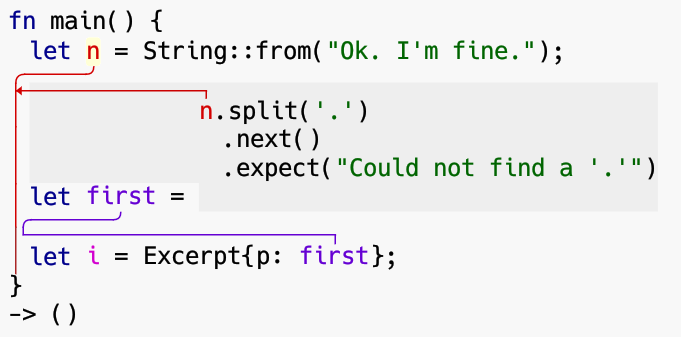 fn main() {
let n = String::from("Ok. I'm fine.");
n.split('.')
.next()
.expect("Could not find a '.'")
let first =
let i = Excerpt{p: first};
}
-> ()